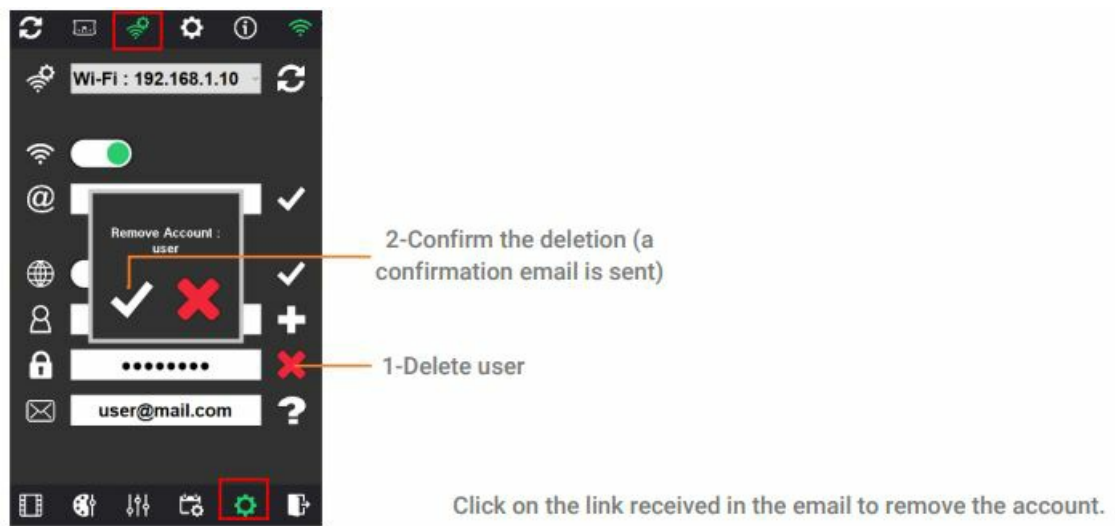 Wi-Fi : 192.168.1.10
@
Remove Account :
user
2-Confirm the deletion (a
confirmation email is sent)
••••••••
1-Delete user
user@mail.com
?
Click on the link received in the email to remove the account.